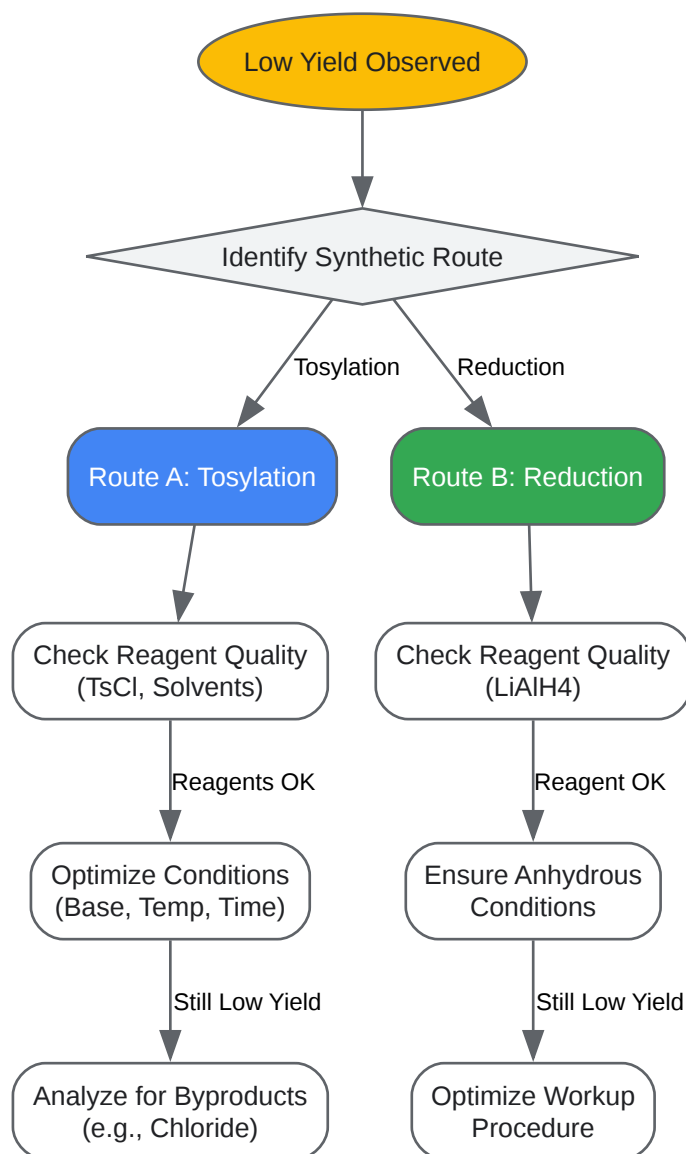 Low Yield Observed
Identify Synthetic Route
Tosylation
Reduction
Route A: Tosylation
Route B: Reduction
Check Reagent Quality
(TsCl, Solvents)
Check Reagent Quality
(LiAlH4)
Reagents OK
Reagent OK
Optimize Conditions
(Base, Temp, Time)
Ensure Anhydrous
Conditions
Still Low Yield
Still Low Yield
Analyze for Byproducts
(e.g., Chloride)
Optimize Workup
Procedure